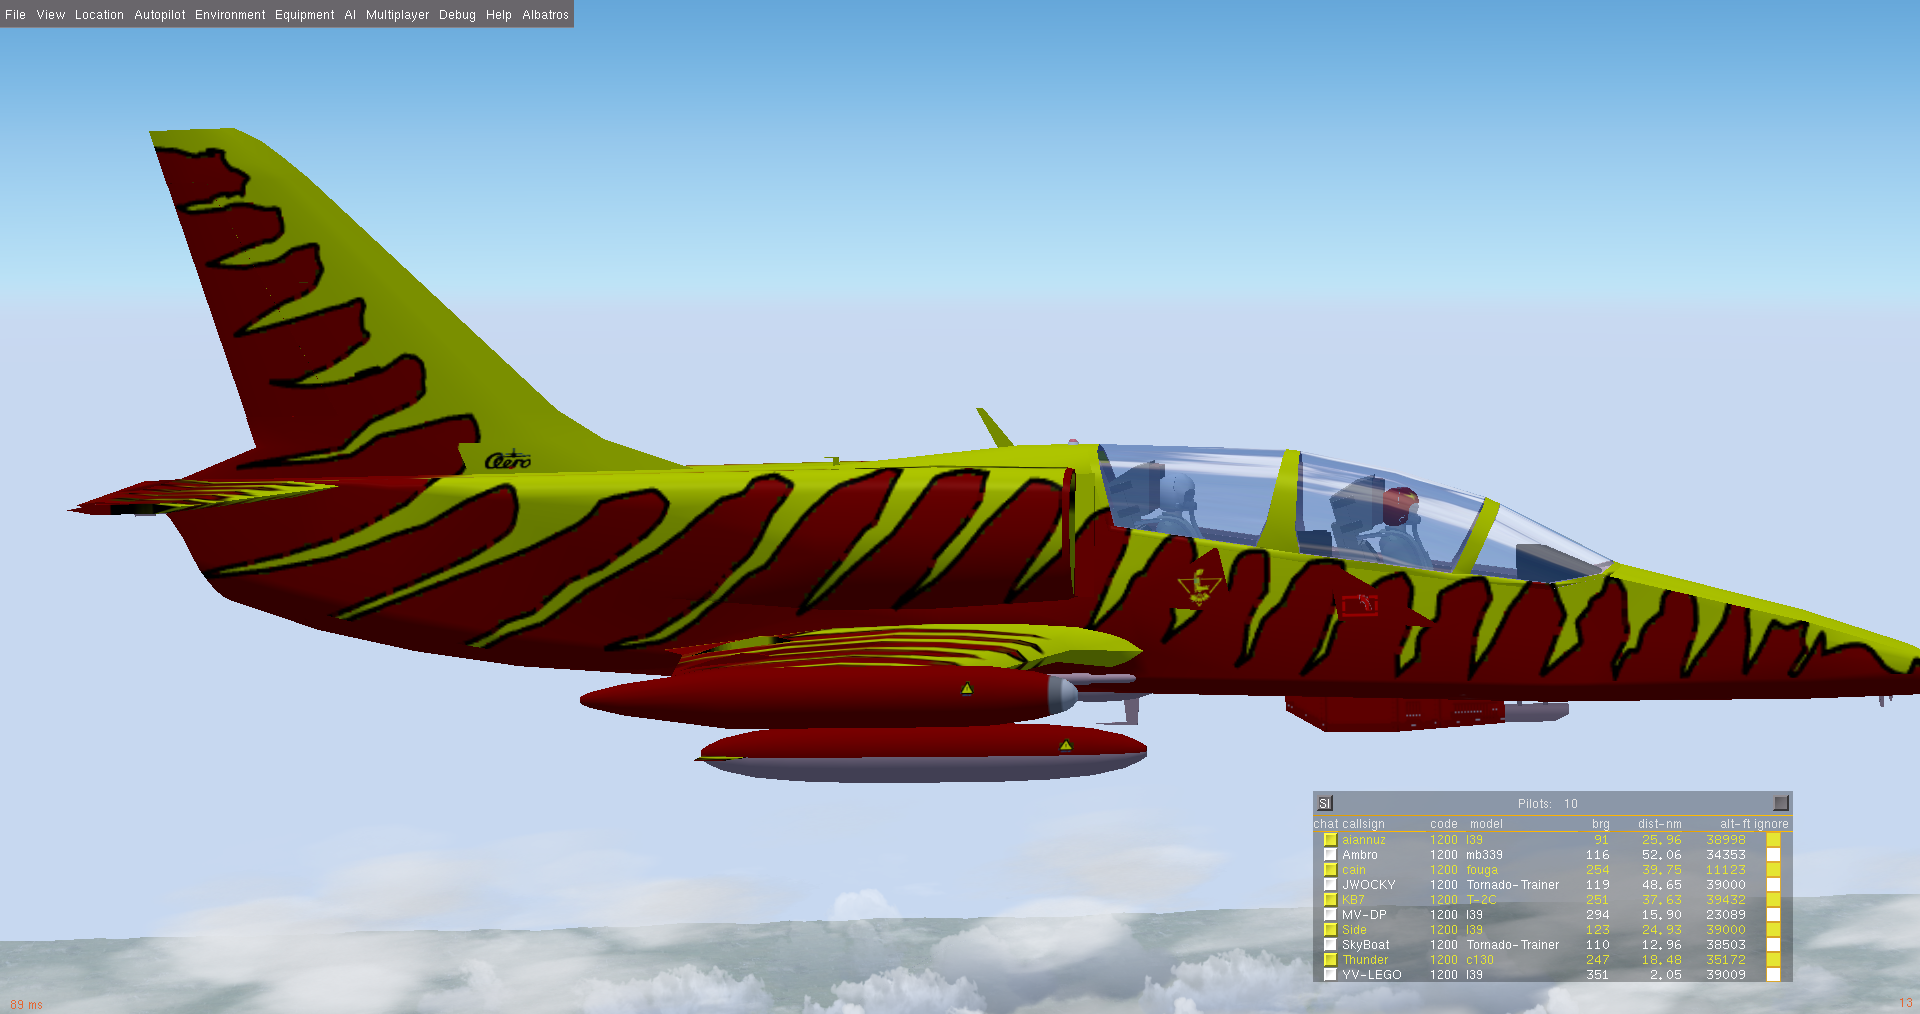 File View Location Autopilot Environment Equipment AI Multiplayer Debug Help Albatros
Aero
SI Pilots: 10
chat callsign code model brg dist-nm alt-ft ignore
aiannuz 1200 l39 91 25.96 38998
Ambro 1200 mb339 116 52.06 34353
cain 1200 fouga 254 39.75 11123
JWOCKY 1200 Tornado-Trainer 119 48.65 39000
KB7 1200 T-2C 251 37.63 39432
MV-DP 1200 l39 294 15.90 23089
Side 1200 l39 123 24.93 39000
SkyBoat 1200 Tornado-Trainer 110 12.96 38503
Thunder 1200 c130 247 18.48 35172
YV-LEGO 1200 l39 351 2.05 39009
89 ms
13